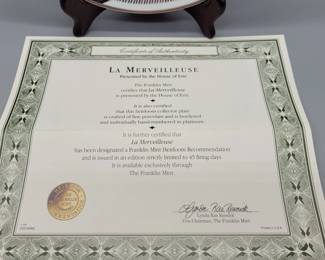 Certificate of Authenticity
LA MERVEILLEUSE
Presented by the House of Erté
The Franklin Mint
certifies that La Merveilleuse
is presented by the House of Erté.
It is also certified
that this heirloom collector plate
is crafted of fine porcelain and is bordered
and individually hand-numbered in platinum.
It is further certified that
La Merveilleuse
has been designated a Franklin Mint Heirloom Recommendation
and is issued in an edition strictly limited to 45 firing days.
It is available exclusively through
The Franklin Mint.
Lynda Rae Resnick
Vice Chairman, The Franklin Mint